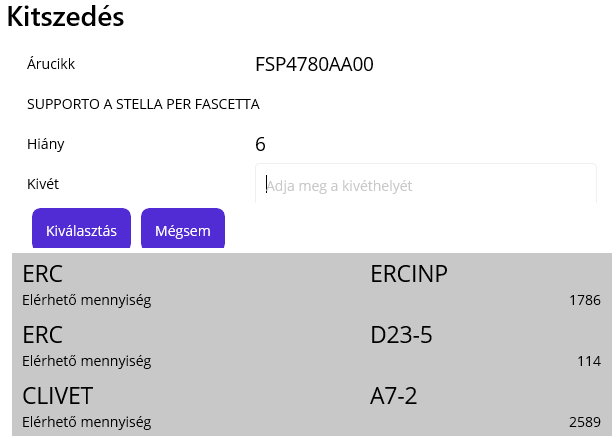 Kitszedés
Árucikk FSP4780AA00
SUPPORTO A STELLA PER FASCETTA
Hiány 6
Kivét Adja meg a kivéthelyét
Kiválasztás Mégsem
ERC ERCINP
Elérhető mennyiség 1786
ERC D23-5
Elérhető mennyiség 114
CLIVET A7-2
Elérhető mennyiség 2589